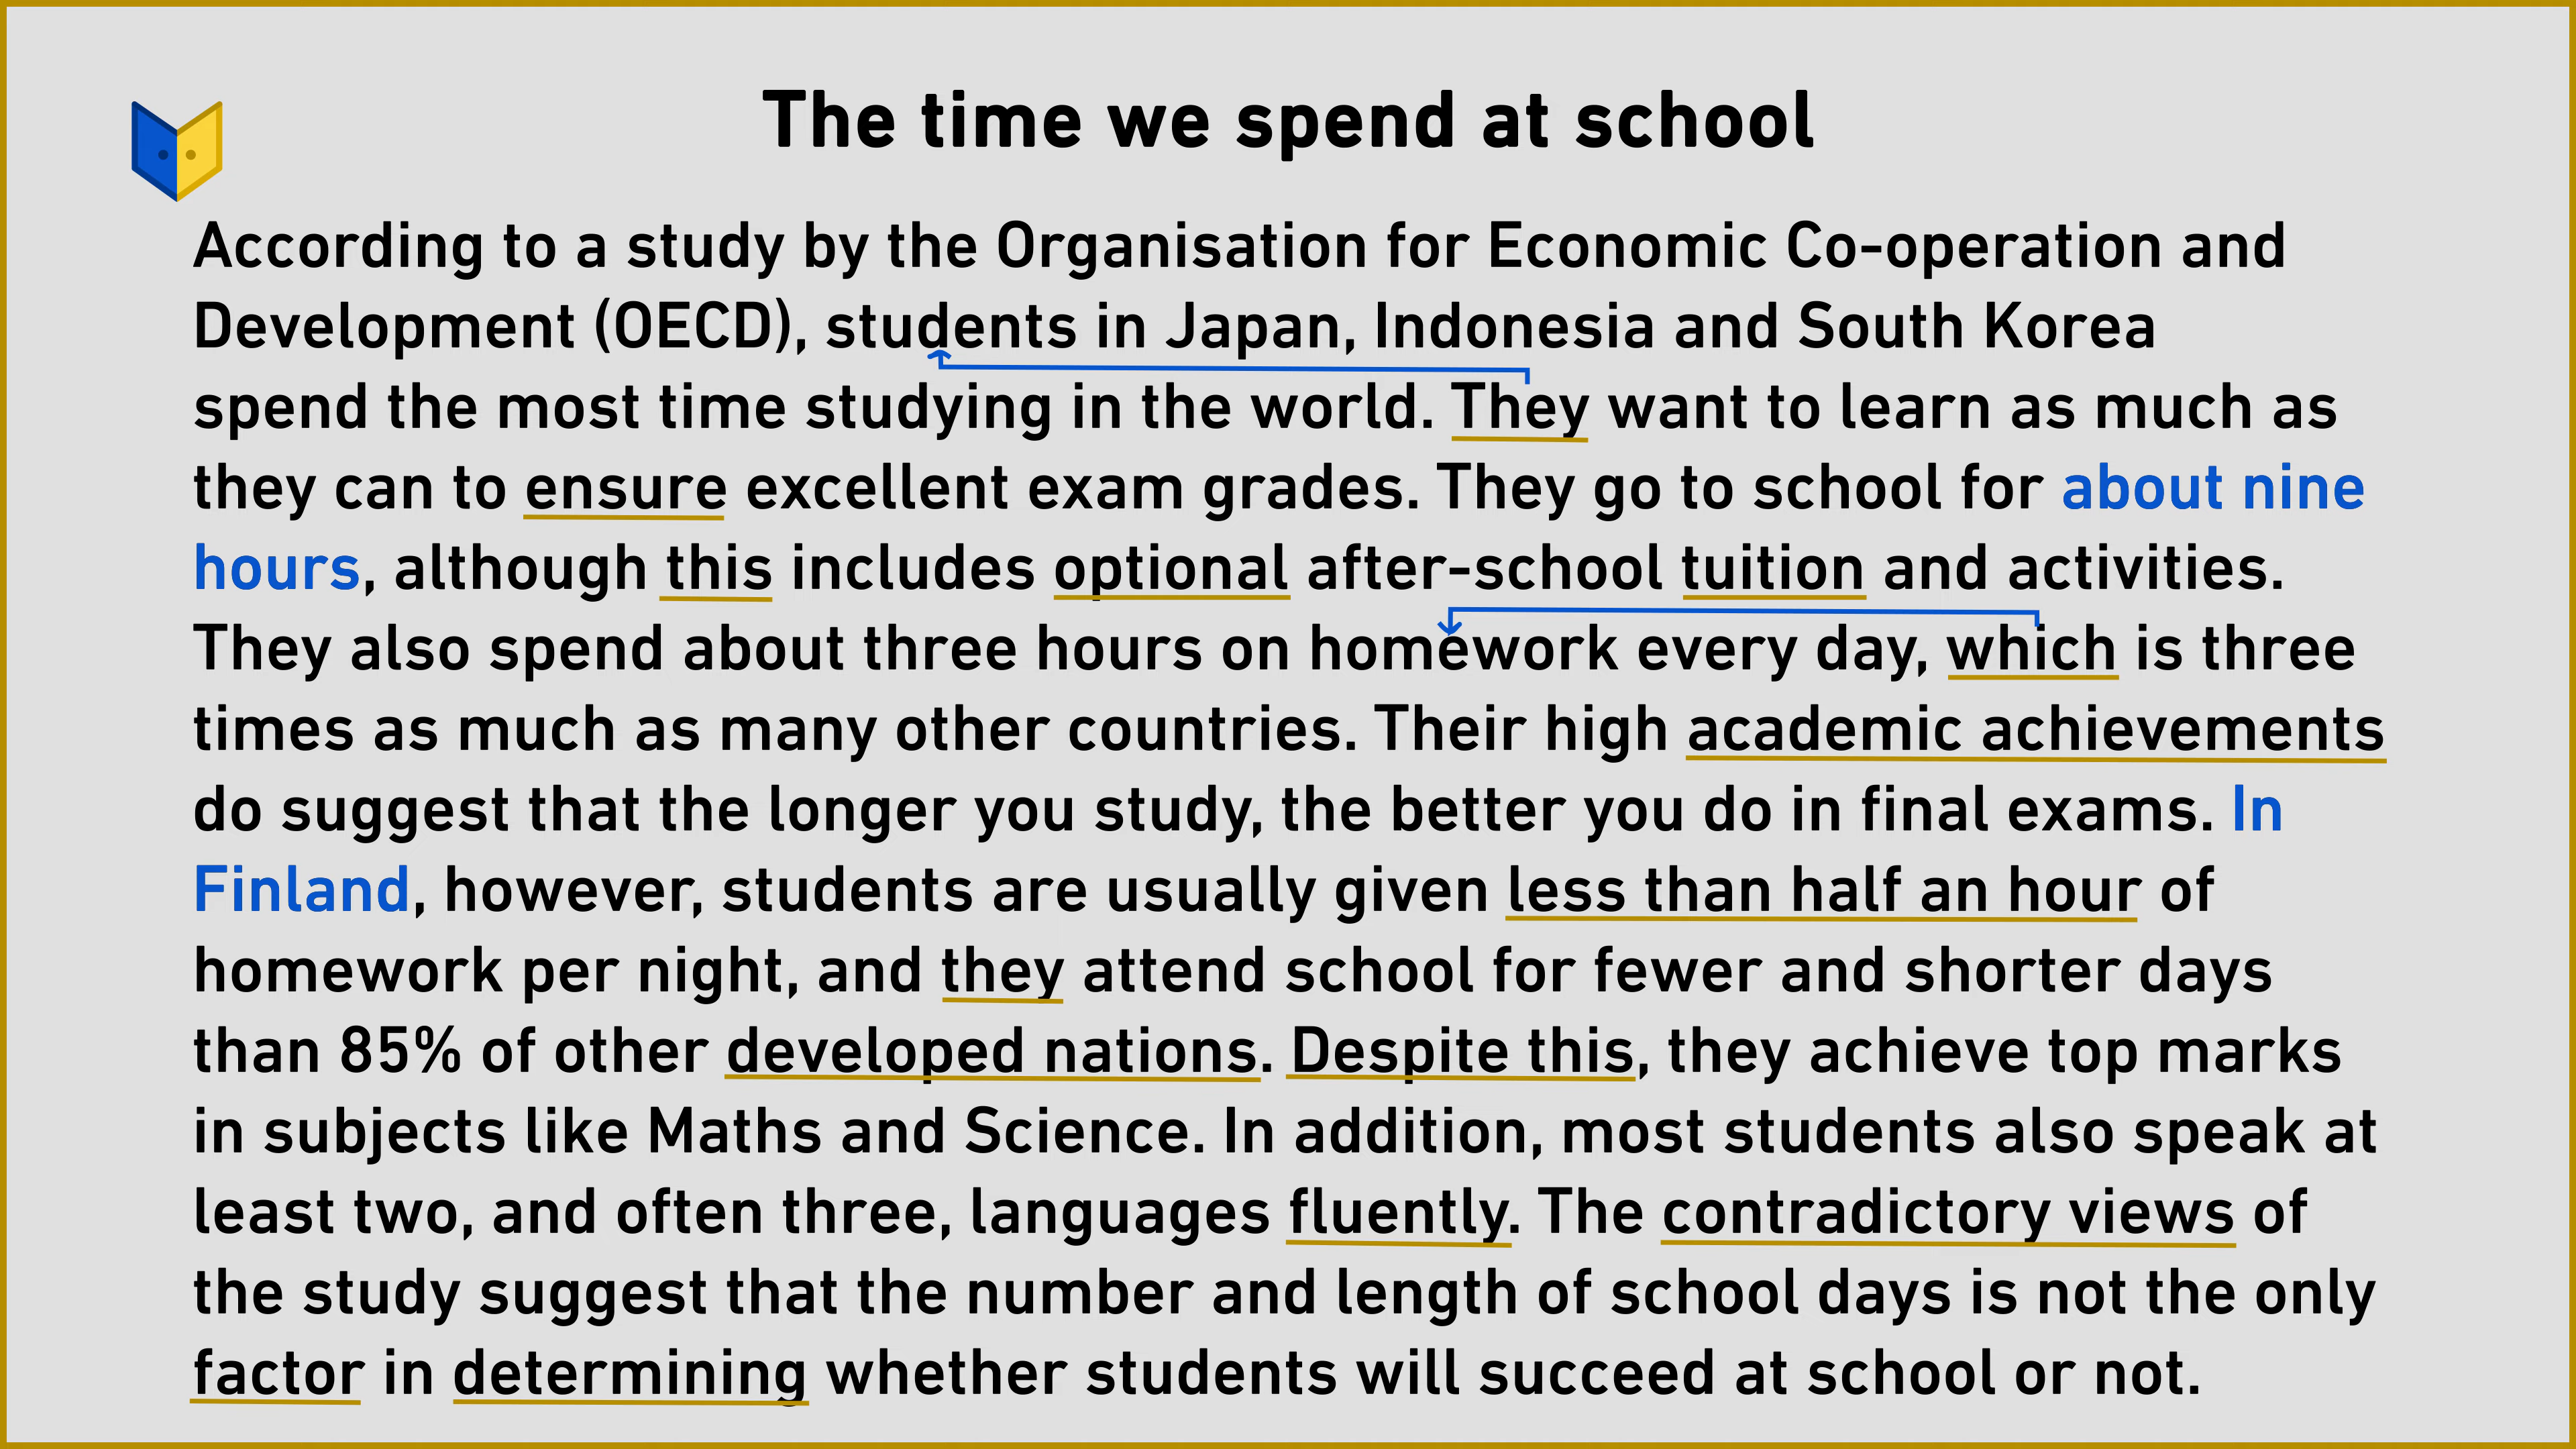 The time we spend at school
According to a study by the Organisation for Economic Co-operation and
Development (OECD), students in Japan, Indonesia and South Korea
spend the most time studying in the world. They want to learn as much as
they can to ensure excellent exam grades. They go to school for about nine
hours, although this includes optional after-school tuition and activities.
They also spend about three hours on homework every day, which is three
times as much as many other countries. Their high academic achievements
do suggest that the longer you study, the better you do in final exams. In
Finland, however, students are usually given less than half an hour of
homework per night, and they attend school for fewer and shorter days
than 85% of other developed nations. Despite this, they achieve top marks
in subjects like Maths and Science. In addition, most students also speak at
least two, and often three, languages fluently. The contradictory views of
the study suggest that the number and length of school days is not the only
factor in determining whether students will succeed at school or not.